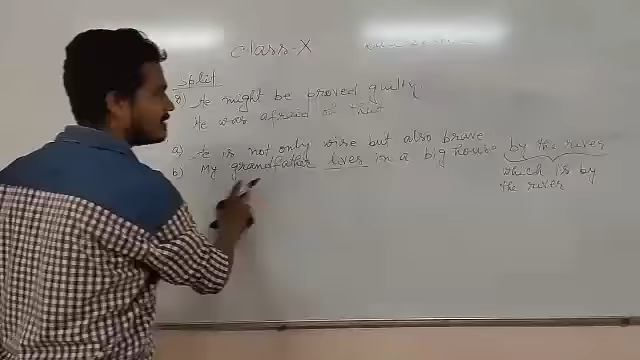 Class-X
Split
8) He might be proved guilty
He was afraid of that
a) He is not only wise but also brave
b) My grandfather lives in a big house by the river
which is by
the river